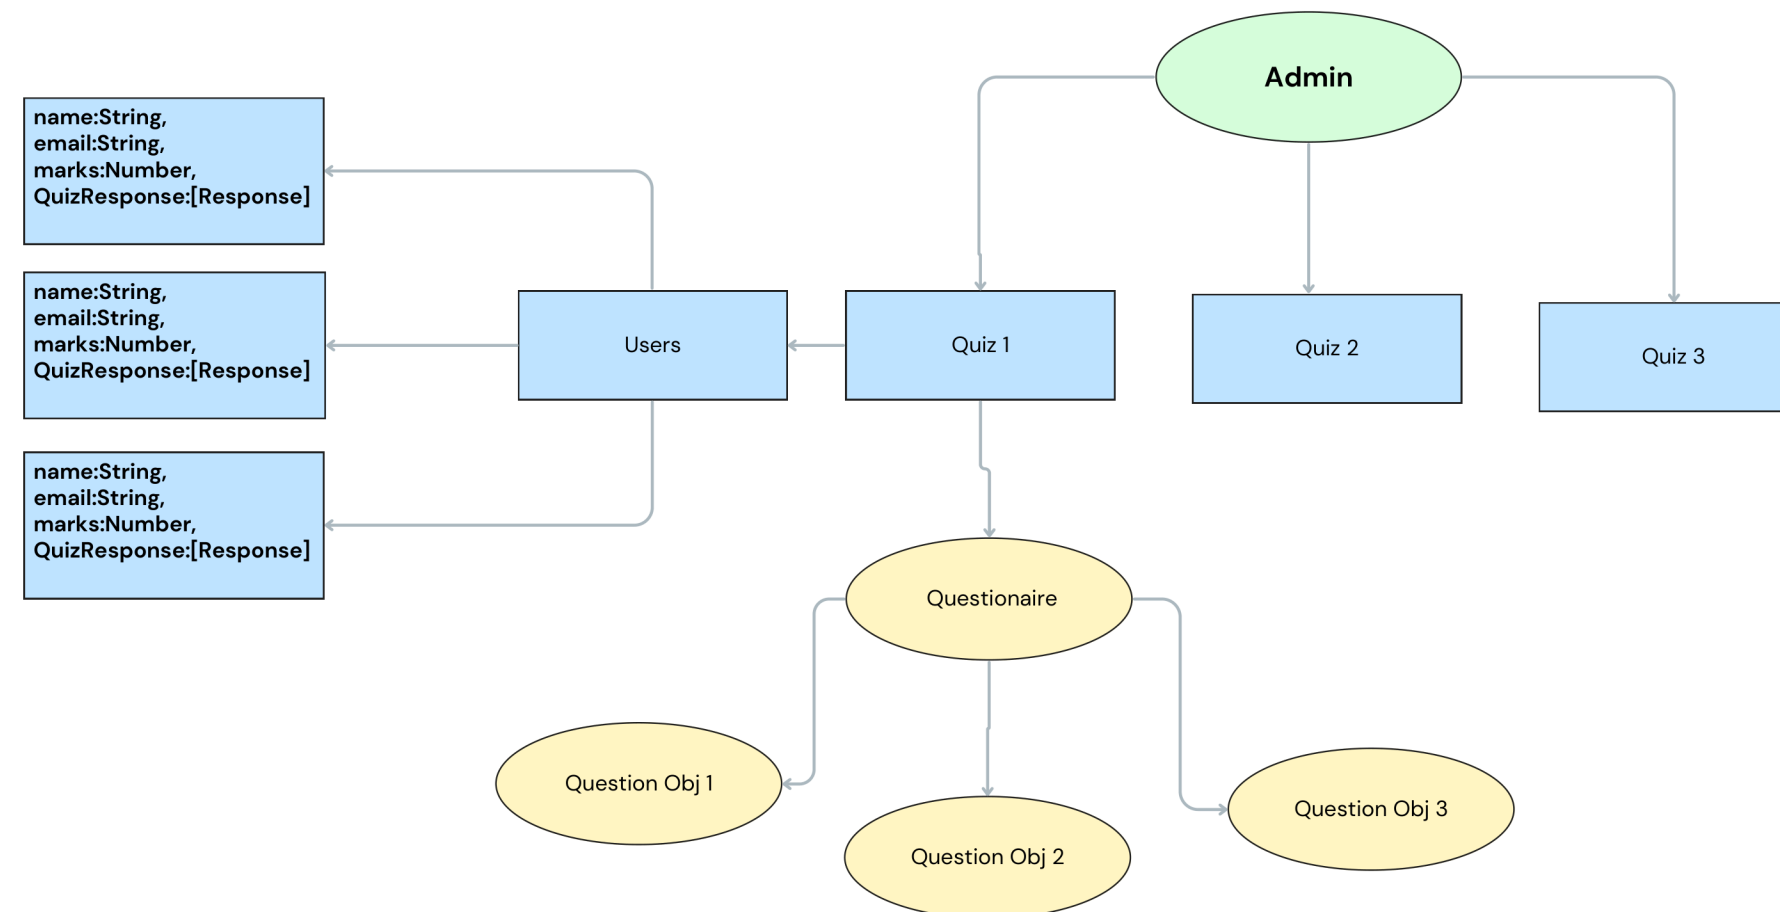 Admin
name:String,
email:String,
marks:Number,
QuizResponse:[Response]
name:String,
email:String,
marks:Number,
QuizResponse:[Response]
Users
Quiz 1
Quiz 2
Quiz 3
name:String,
email:String,
marks:Number,
QuizResponse:[Response]
Questionaire
Question Obj 1
Question Obj 2
Question Obj 3